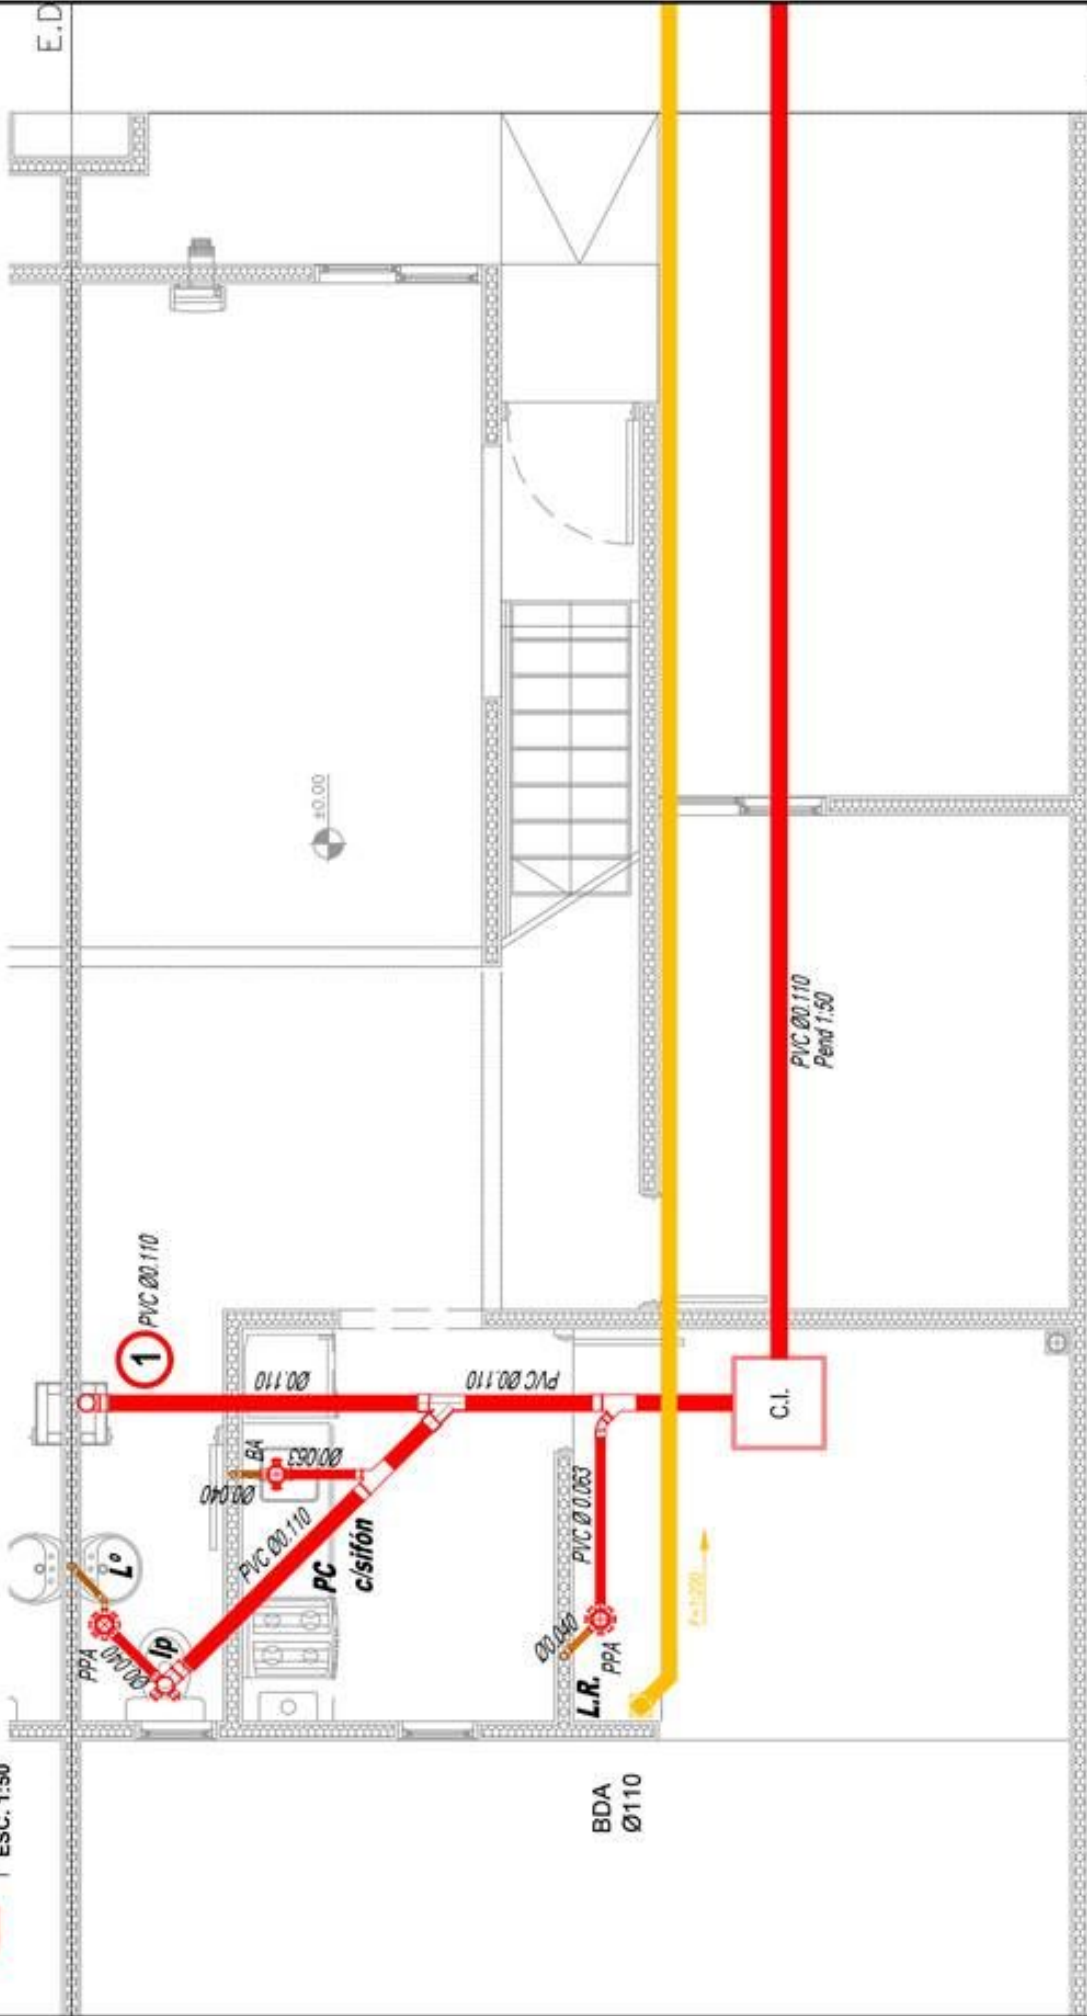 E.D
±0.00
PVC Ø0.110
Pend 1:50
1
PVC Ø0.110
Ø0.110
PVC Ø0.110
C.I.
BA
Ø0.063
Ø0.040
PVC Ø0.110
PC
c/sifón
Lº
Ip
PPA
Ø0.040
PVC Ø 0.063
Ø0.040
L.R.
PPA
BDA
Ø110
ESC. 1:50